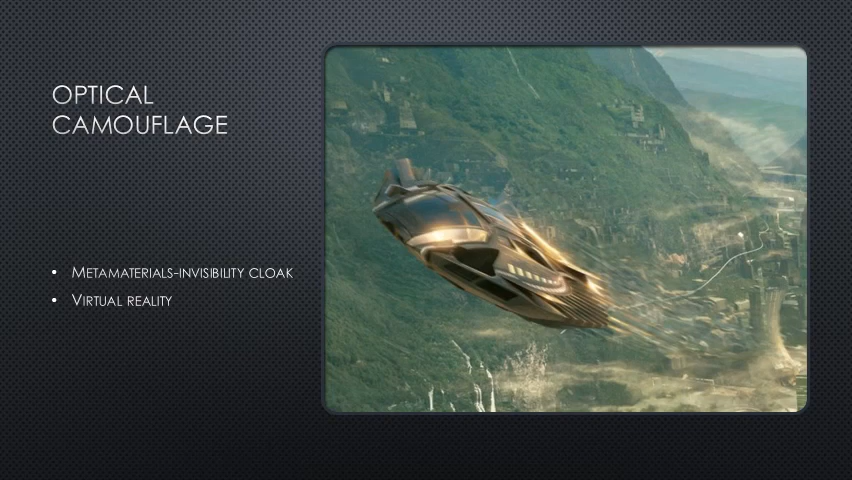 OPTICAL
CAMOUFLAGE
• METAMATERIALS-INVISIBILITY CLOAK
• VIRTUAL REALITY